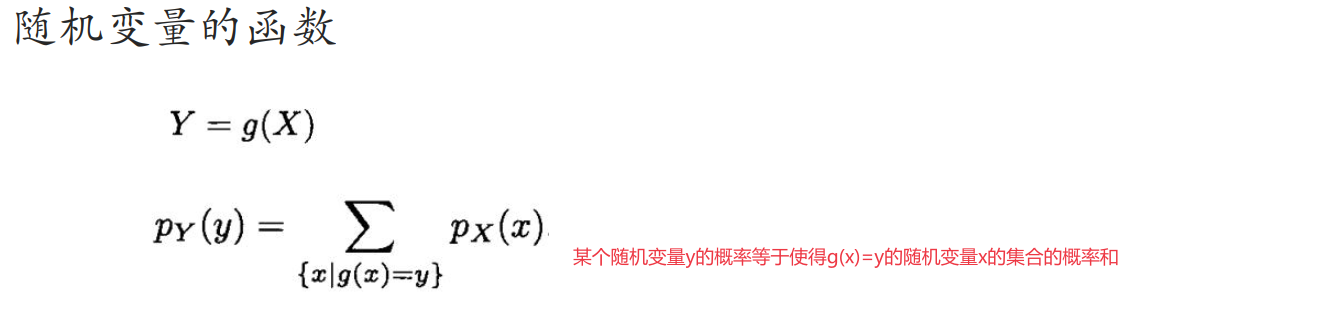 随机变量的函数
Y = g(X)
p_Y(y) = ∑_{x|g(x)=y} p_X(x)
某个随机变量y的概率等于使得g(x)=y的随机变量x的集合的概率和